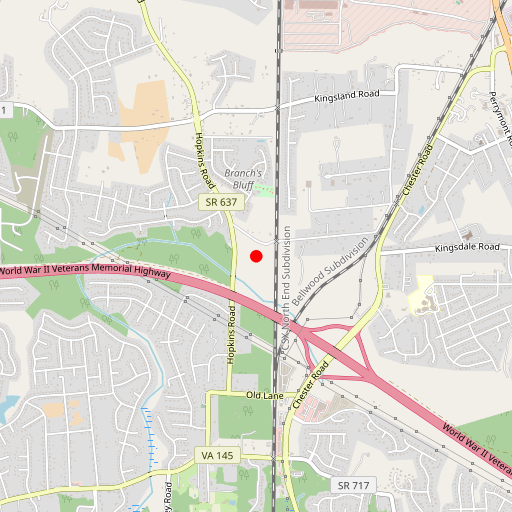 Kingsland Road
1
Perrymont Ro
Hopkins Road
Chester Road
Branch's
Bluff
SR 637
CSX North End Subdivision
Bellwood Subdivision
Kingsdale Road
World War II Veterans Memorial Highway
Hopkins Road
Old Lane
Chester Road
World War II Veterans
VA 145
SR 717
y Road